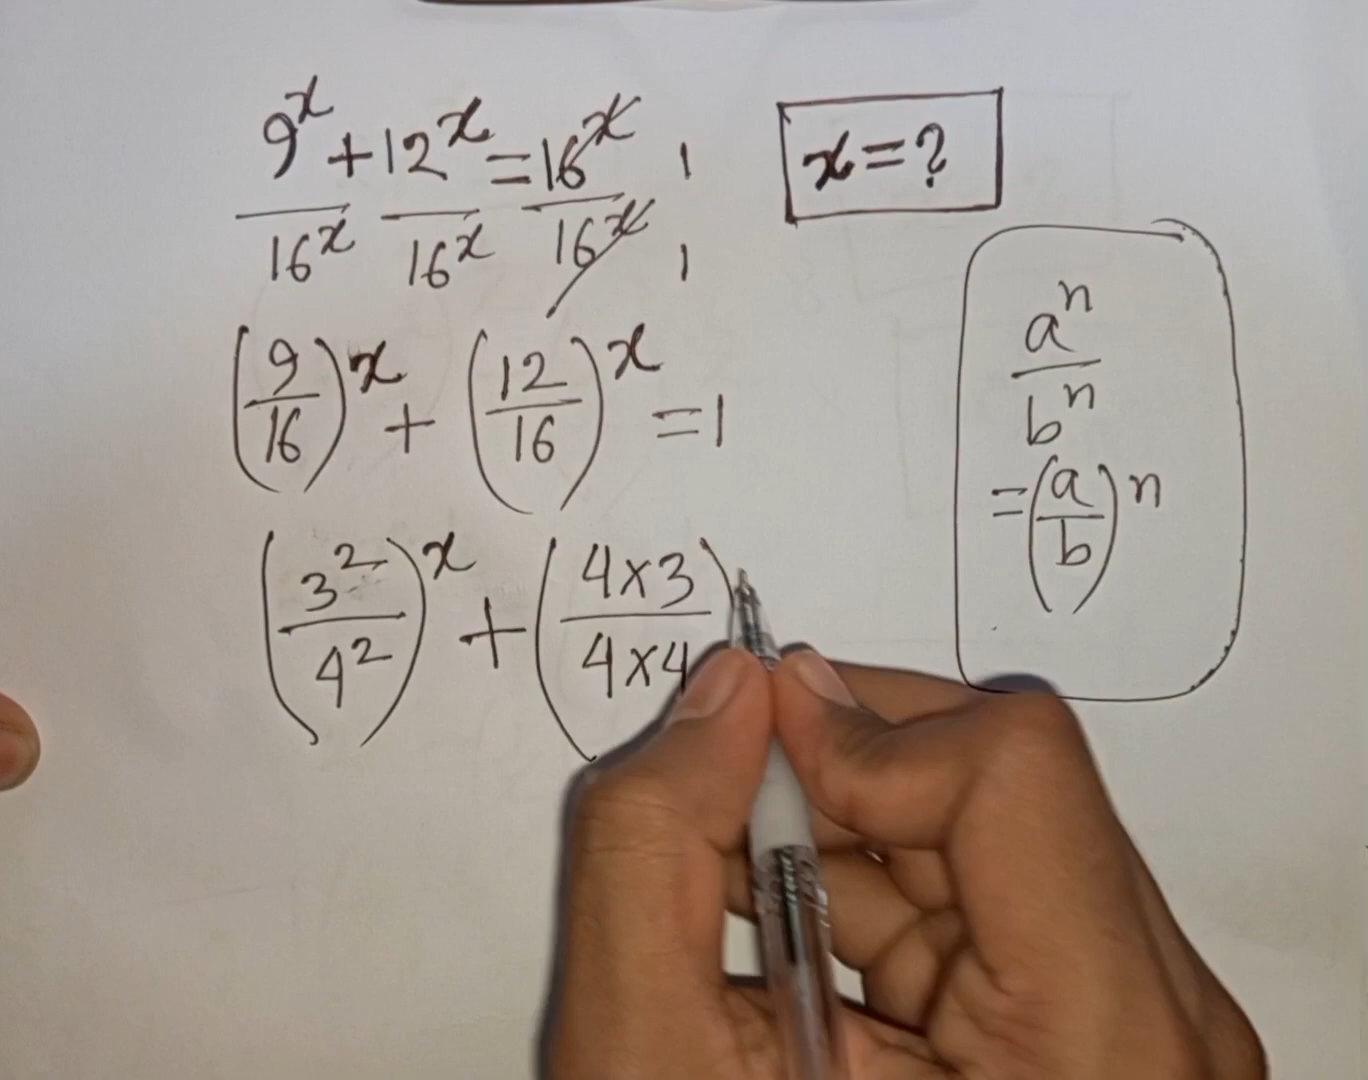 9^x + 12^x = 16^x ;
16^x 16^x 16^x ;
x = ?
(9/16)^x + (12/16)^x = 1
(3^2/4^2)^x + (4×3/4×4)
a^n
b^n
= (a/b)^n